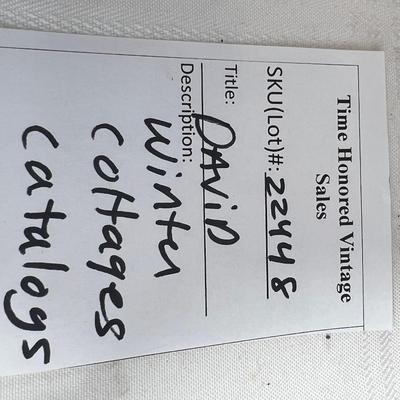 Time Honored Vintage
Sales
SKU(Lot)#: 22448
Title: DAViD
Description: Winter
Cottages
Catalogs